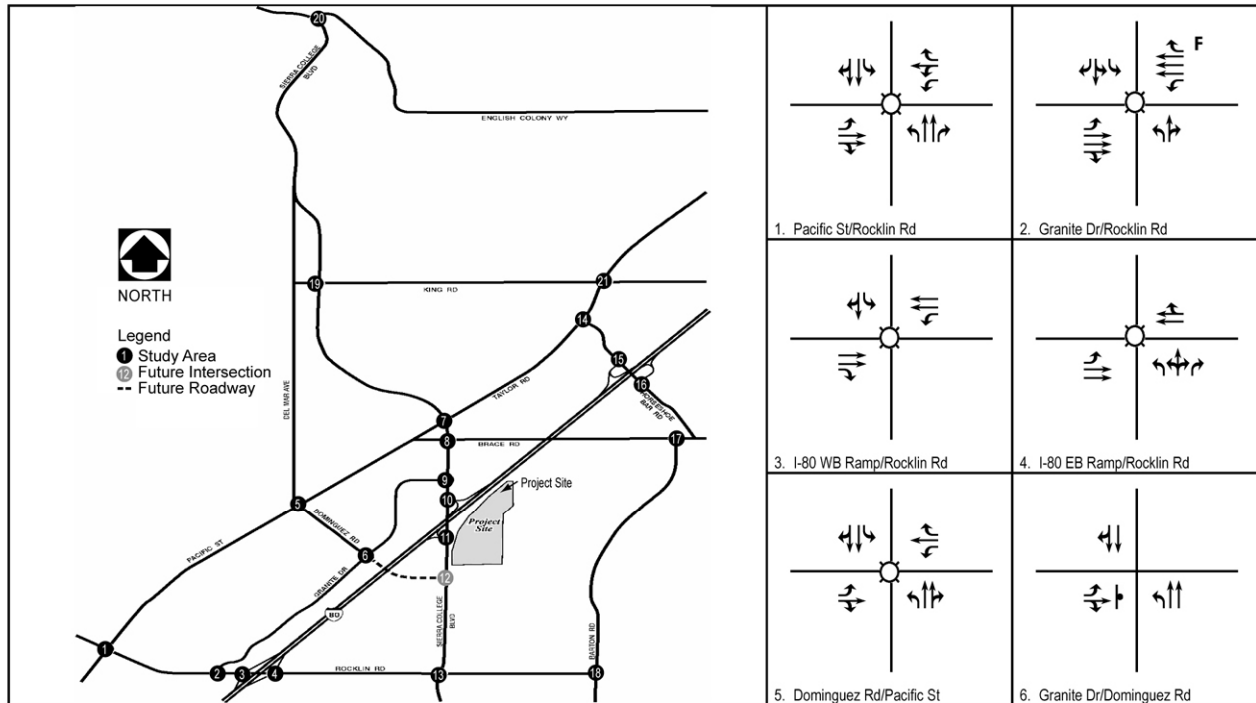 20
SIERRA COLLEGE
BLVD
ENGLISH COLONY WY
NORTH
Legend
1 Study Area
12 Future Intersection
Future Roadway
DEL MAR AVE
19
KING RD
21
14
15
16
HORSESHOE
BAR RD
TAYLOR RD
7
8
BRACE RD
17
9
10
Project Site
Project
Site
11
5
DOMINGUEZ RD
6
12
PACIFIC ST
GRANITE DR
80
SIERRA COLLEGE
BLVD
BARTON RD
1
2
3
4
ROCKLIN RD
13
18
1. Pacific St/Rocklin Rd
F
2. Granite Dr/Rocklin Rd
3. I-80 WB Ramp/Rocklin Rd
4. I-80 EB Ramp/Rocklin Rd
5. Dominguez Rd/Pacific St
6. Granite Dr/Dominguez Rd